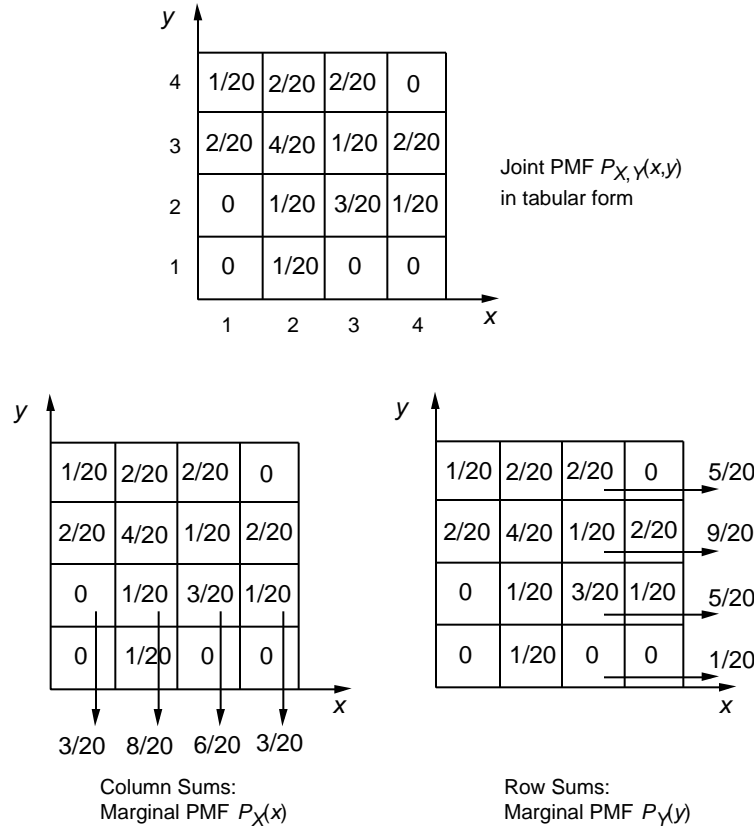 y
4 1/20 2/20 2/20 0
3 2/20 4/20 1/20 2/20
Joint PMF P_{X,Y}(x,y)
in tabular form
2 0 1/20 3/20 1/20
1 0 1/20 0 0
1 2 3 4 x
y
1/20 2/20 2/20 0
2/20 4/20 1/20 2/20
0 1/20 3/20 1/20
0 1/20 0 0
x
3/20 8/20 6/20 3/20
Column Sums:
Marginal PMF P_X(x)
y
1/20 2/20 2/20 0 5/20
2/20 4/20 1/20 2/20 9/20
0 1/20 3/20 1/20 5/20
0 1/20 0 0 1/20
x
Row Sums:
Marginal PMF P_Y(y)